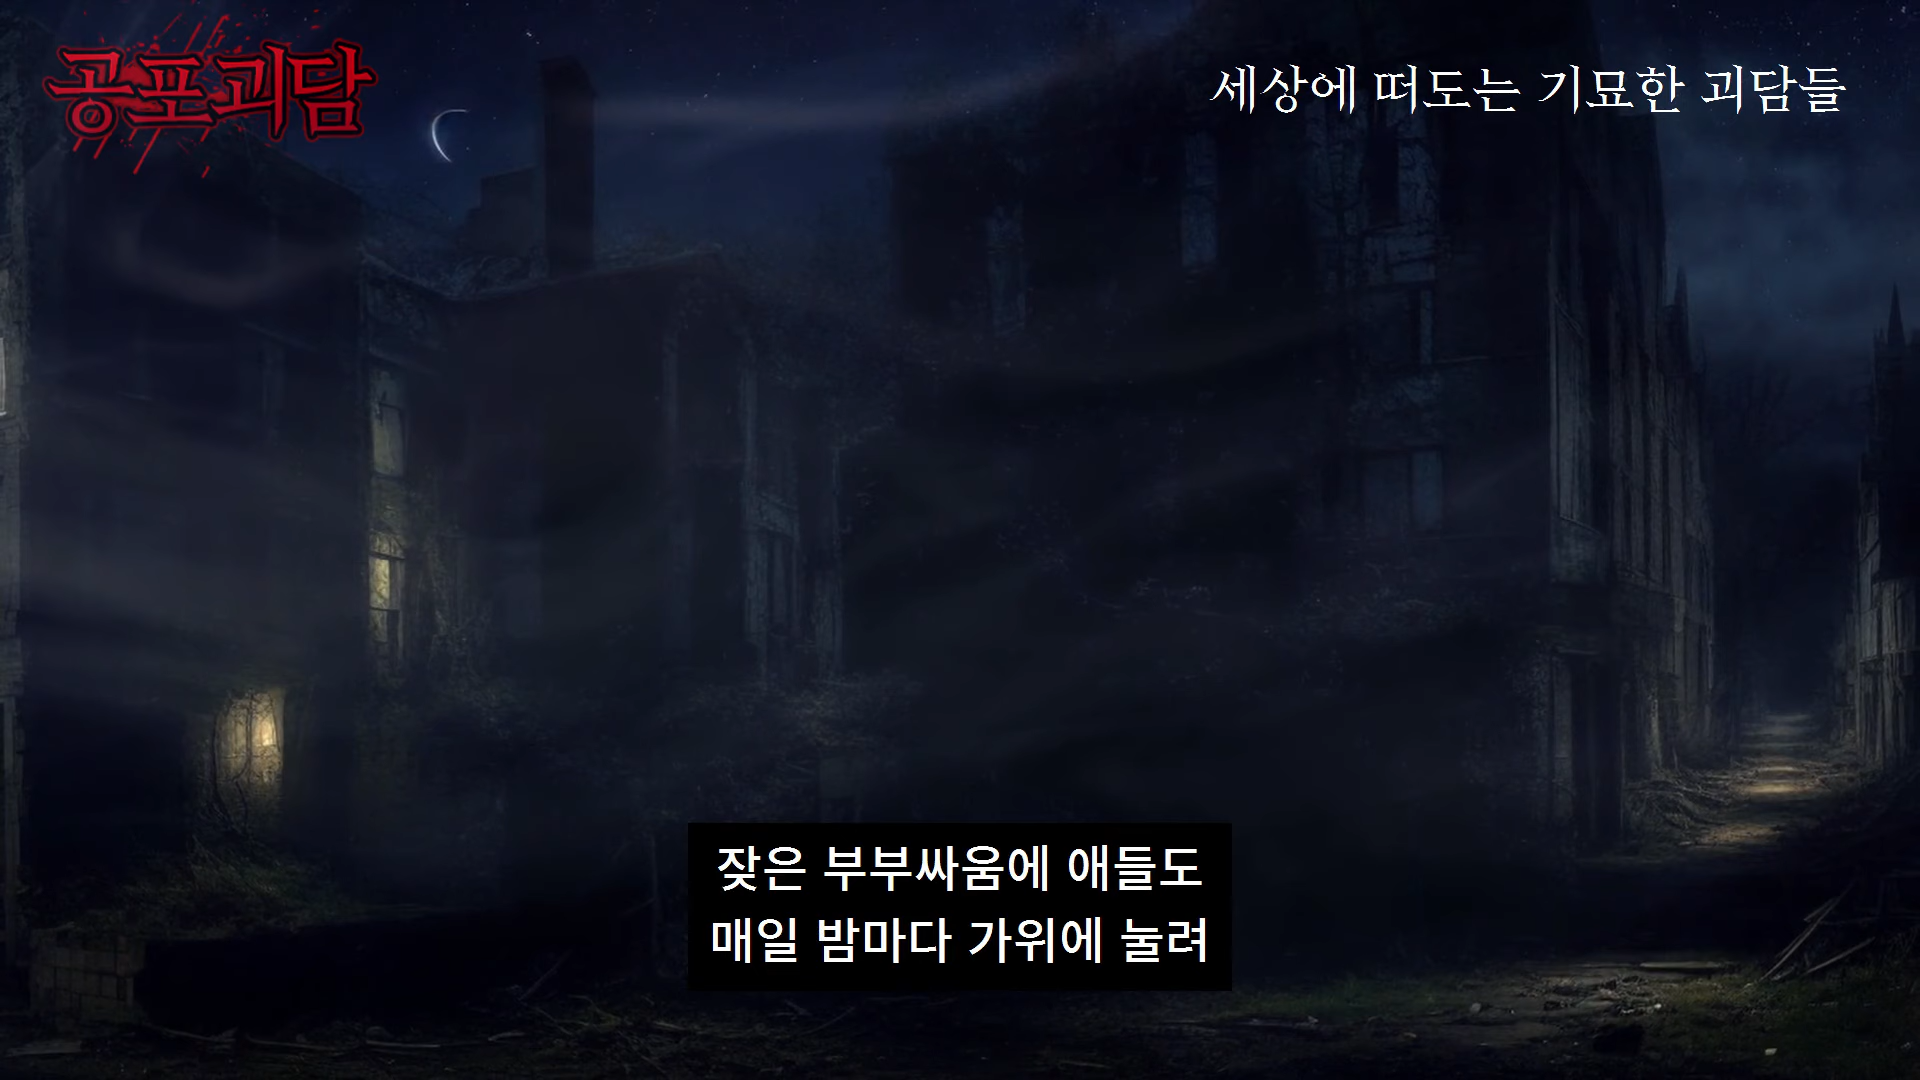 공포괴담
세상에 떠도는 기묘한 괴담들
잦은 부부싸움에 애들도
매일 밤마다 가위에 눌려